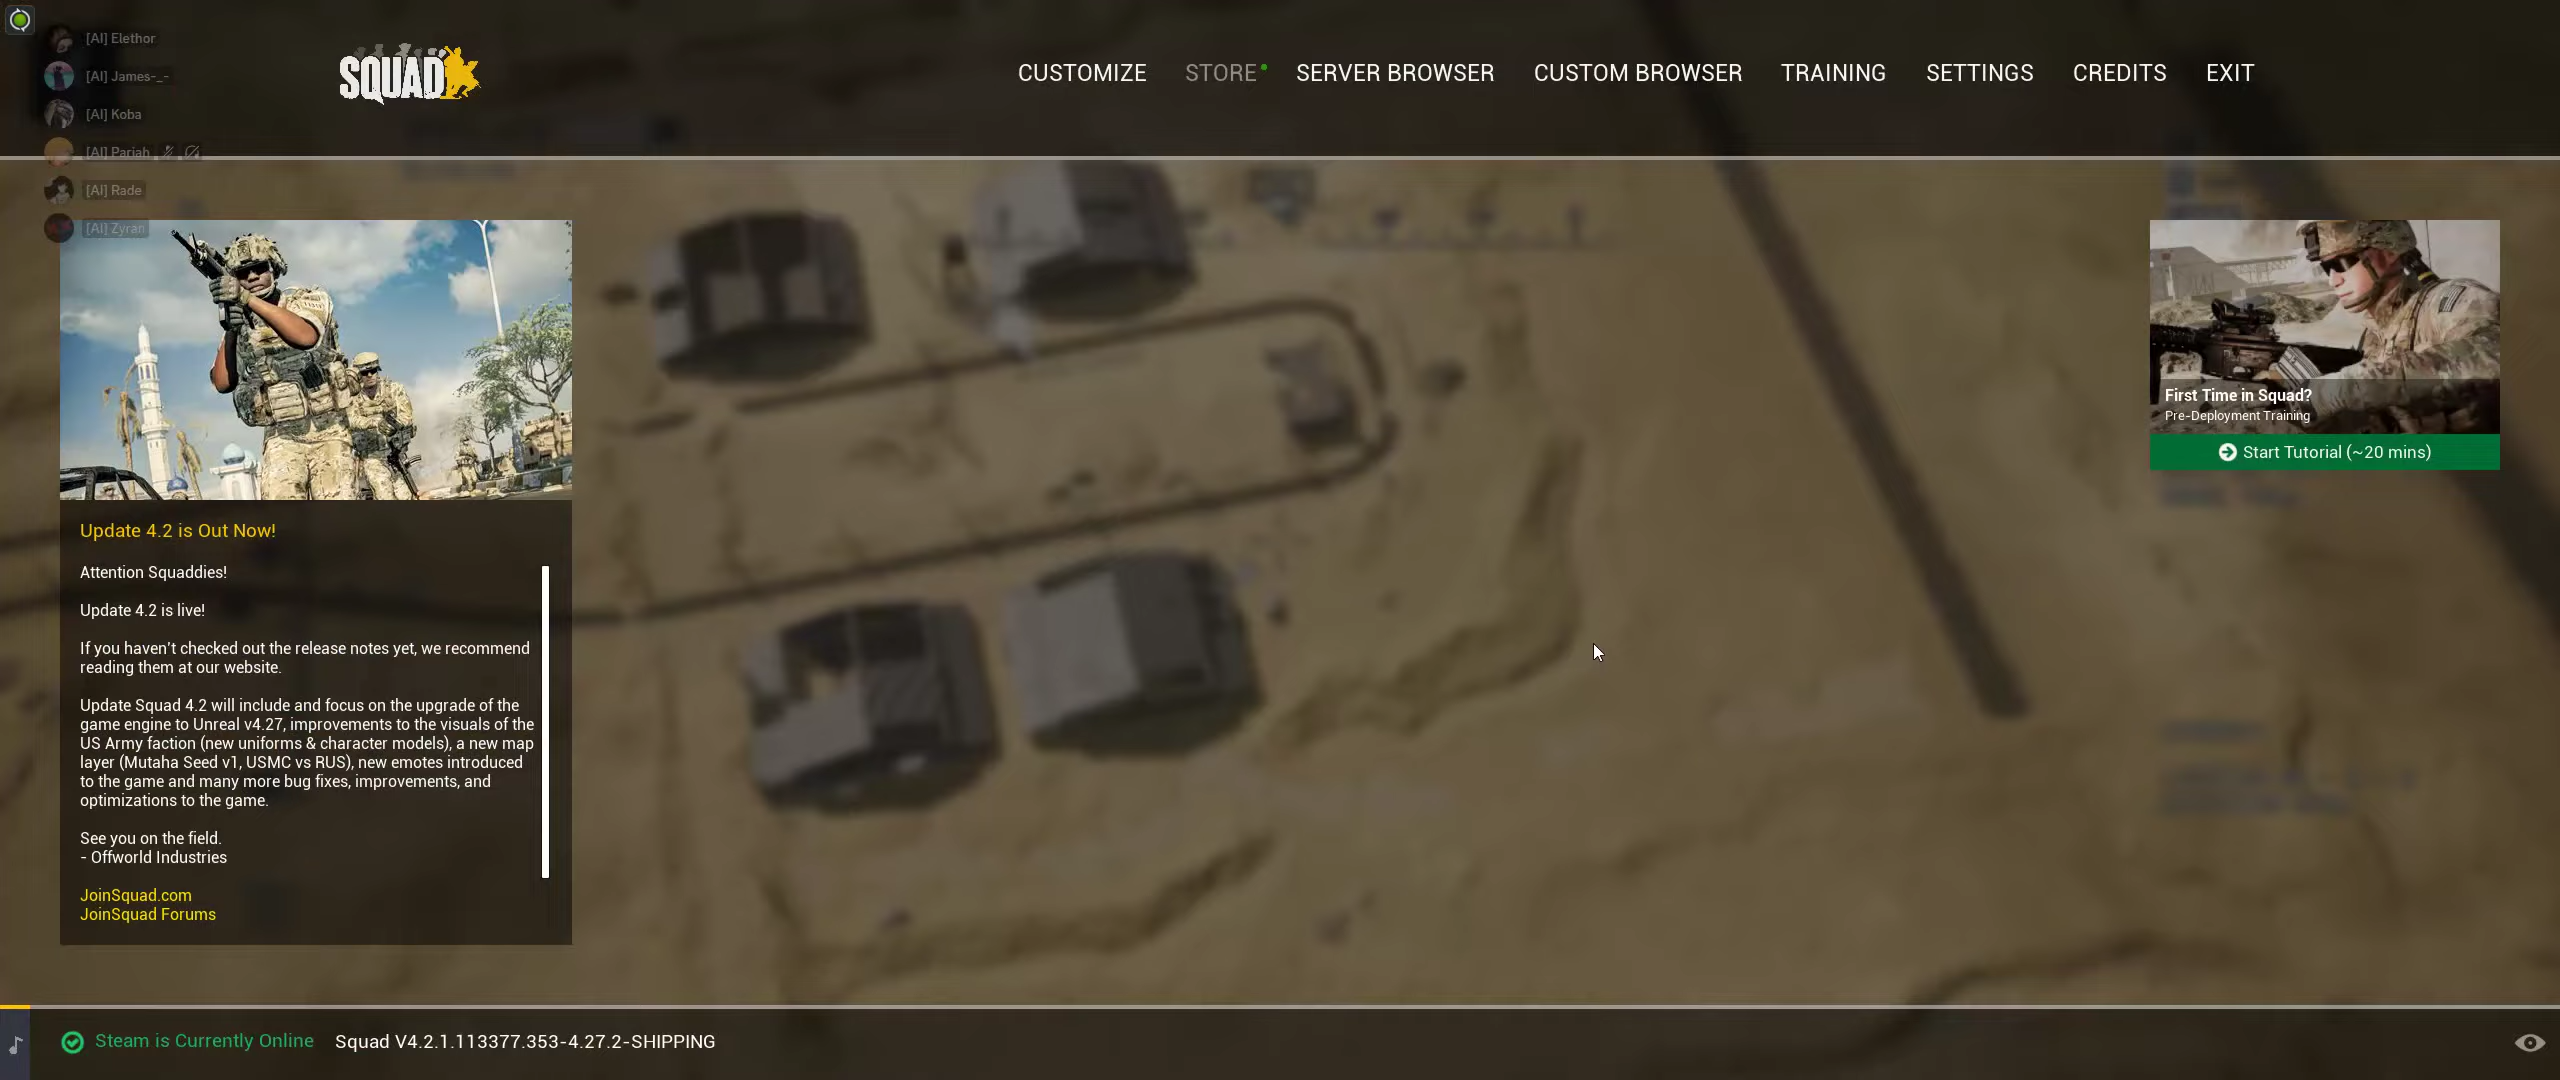 [AI] Elethor
[AI] James-_-
[AI] Koba
[AI] Pariah
[AI] Rade
[AI] Zyran
SQUAD
CUSTOMIZE STORE SERVER BROWSER CUSTOM BROWSER TRAINING SETTINGS CREDITS EXIT
Update 4.2 is Out Now!
Attention Squaddies!
Update 4.2 is live!
If you haven't checked out the release notes yet, we recommend
reading them at our website.
Update Squad 4.2 will include and focus on the upgrade of the
game engine to Unreal v4.27, improvements to the visuals of the
US Army faction (new uniforms & character models), a new map
layer (Mutaha Seed v1, USMC vs RUS), new emotes introduced
to the game and many more bug fixes, improvements, and
optimizations to the game.
See you on the field.
- Offworld Industries
JoinSquad.com
JoinSquad Forums
First Time in Squad?
Pre-Deployment Training
Start Tutorial (~20 mins)
Steam is Currently Online Squad V4.2.1.113377.353-4.27.2-SHIPPING